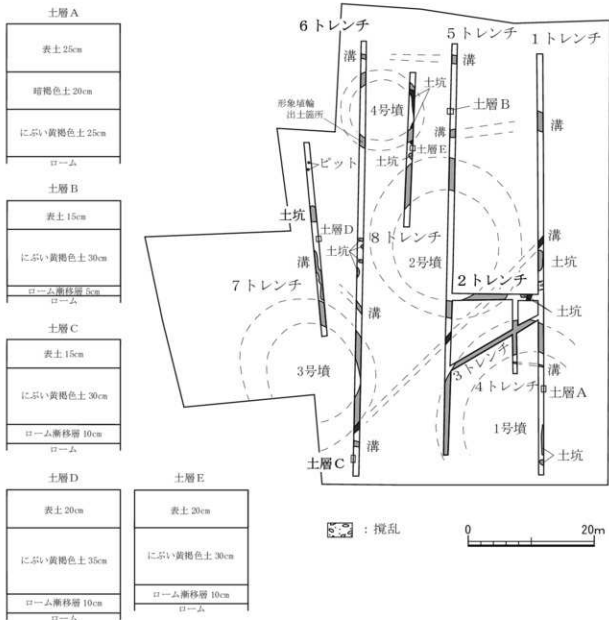 土層A
表土 25cm
暗褐色土 20cm
にぶい黄褐色土 25cm
ローム
土層B
表土 15cm
にぶい黄褐色土 30cm
ローム漸移層 5cm
ローム
土層C
表土 15cm
にぶい黄褐色土 30cm
ローム漸移層 10cm
ローム
土層D
表土 20cm
にぶい黄褐色土 35cm
ローム漸移層 10cm
ローム
土層E
表土 20cm
にぶい黄褐色土 30cm
ローム漸移層 10cm
ローム
6トレンチ
5トレンチ
1トレンチ
溝
溝
土坑
形象埴輪
出土箇所
4号墳
土層B
溝
溝
土層E
土坑
ピット
土坑
土層D
土坑
8トレンチ
溝
溝
2号墳
土坑
7トレンチ
2トレンチ
土坑
溝
3号墳
3トレンチ
4トレンチ
溝
土層A
1号墳
溝
土層C
土坑
：撹乱
0
20m